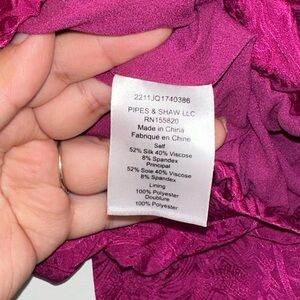 2211JQ1740386
PIPES & SHAW LLC
RN155820
Made in China
Fabriqué en Chine
Self
52% Silk 40% Viscose
8% Spandex
Principal
52% Soie 40% Viscose
8% Spandex
Lining
100% Polyester
Doublure
100% Polyester